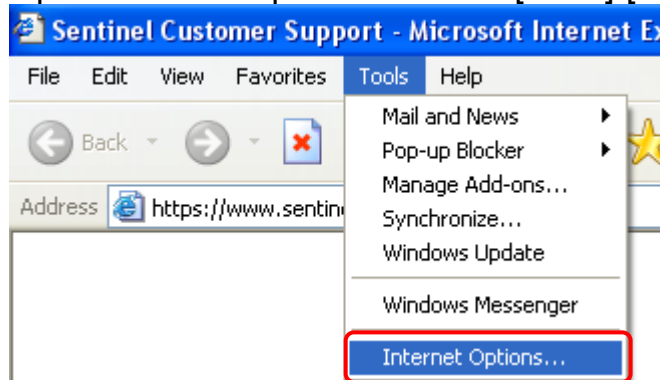 Sentinel Customer Support - Microsoft Internet Ex
File Edit View Favorites Tools Help
Back
Mail and News
Pop-up Blocker
Manage Add-ons...
Address https://www.sentin
Synchronize...
Windows Update
Windows Messenger
Internet Options...